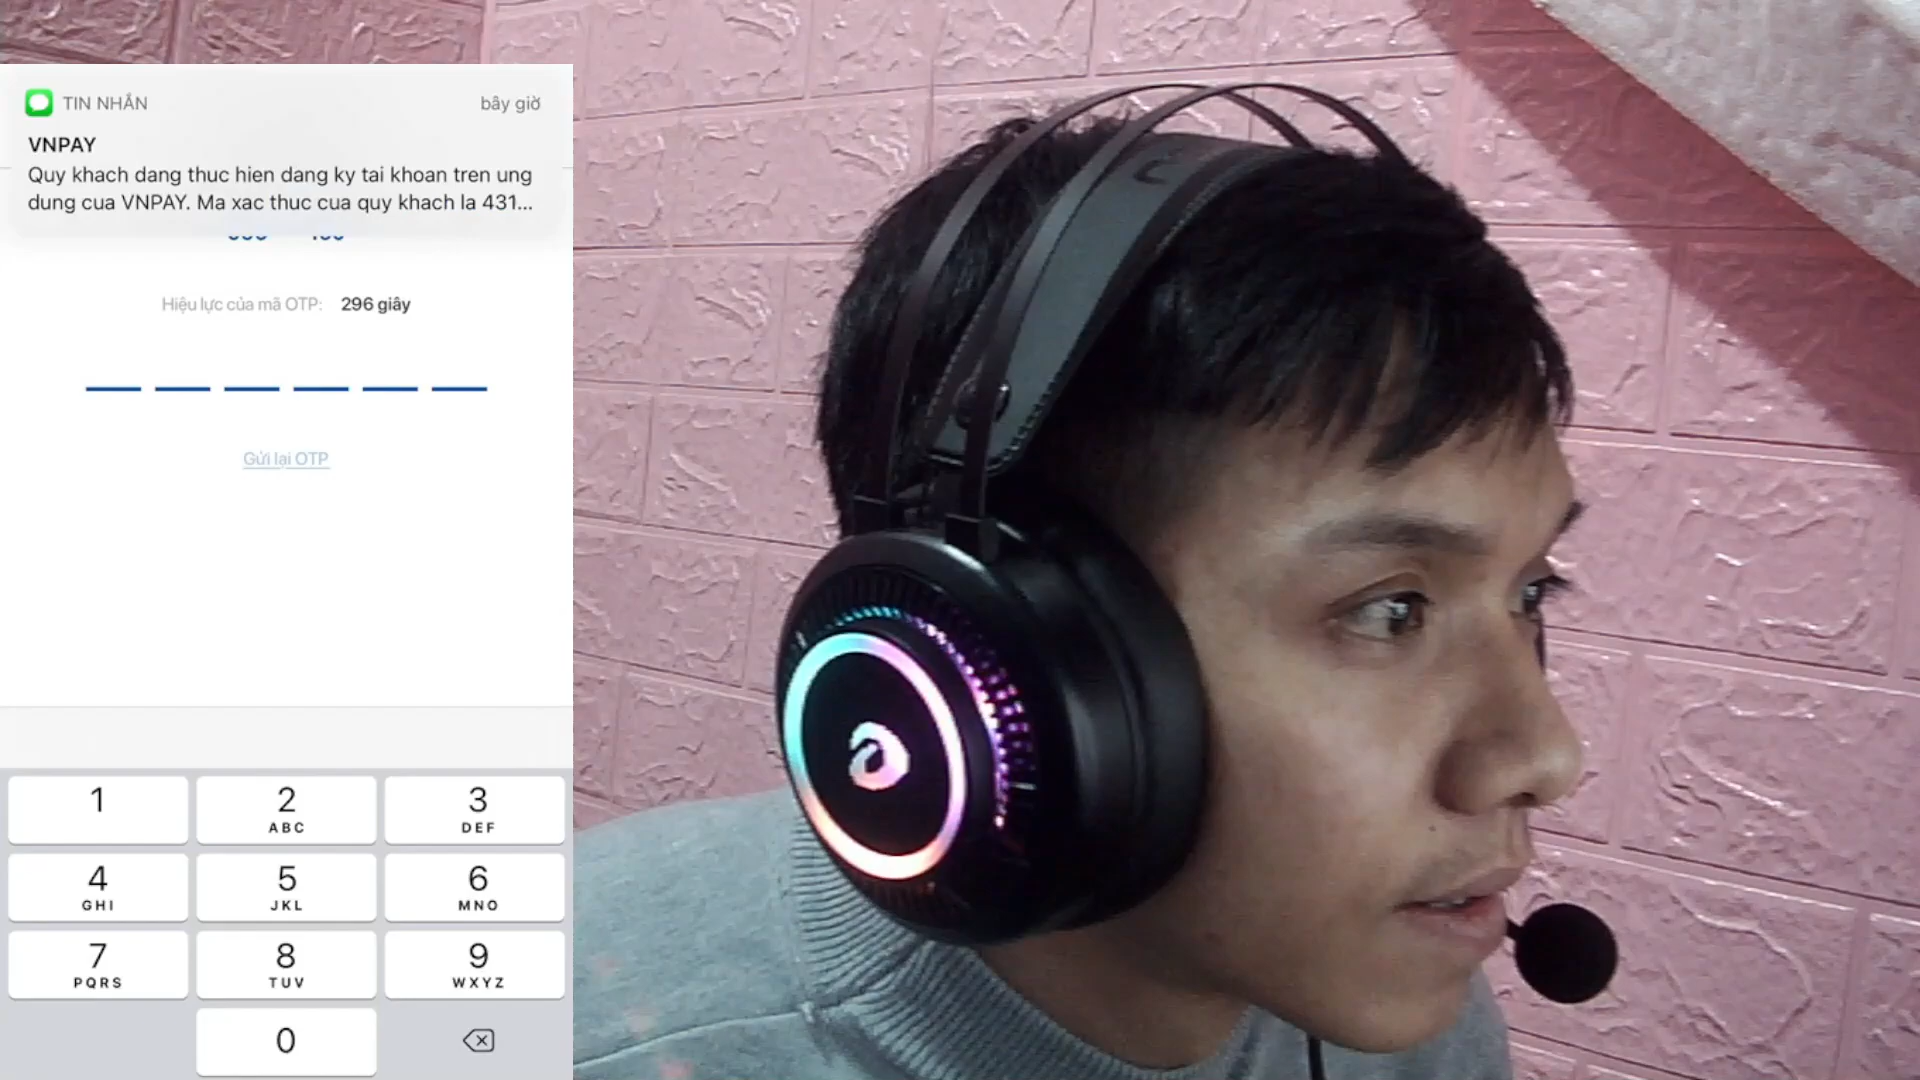 TIN NHẮN
bây giờ
VNPAY
Quy khach dang thuc hien dang ky tai khoan tren ung
dung cua VNPAY. Ma xac thuc cua quy khach la 431...
Hiệu lực của mã OTP: 296 giây
Gửi lại OTP
1
2
ABC
3
DEF
4
GHI
5
JKL
6
MNO
7
PQRS
8
TUV
9
WXYZ
0